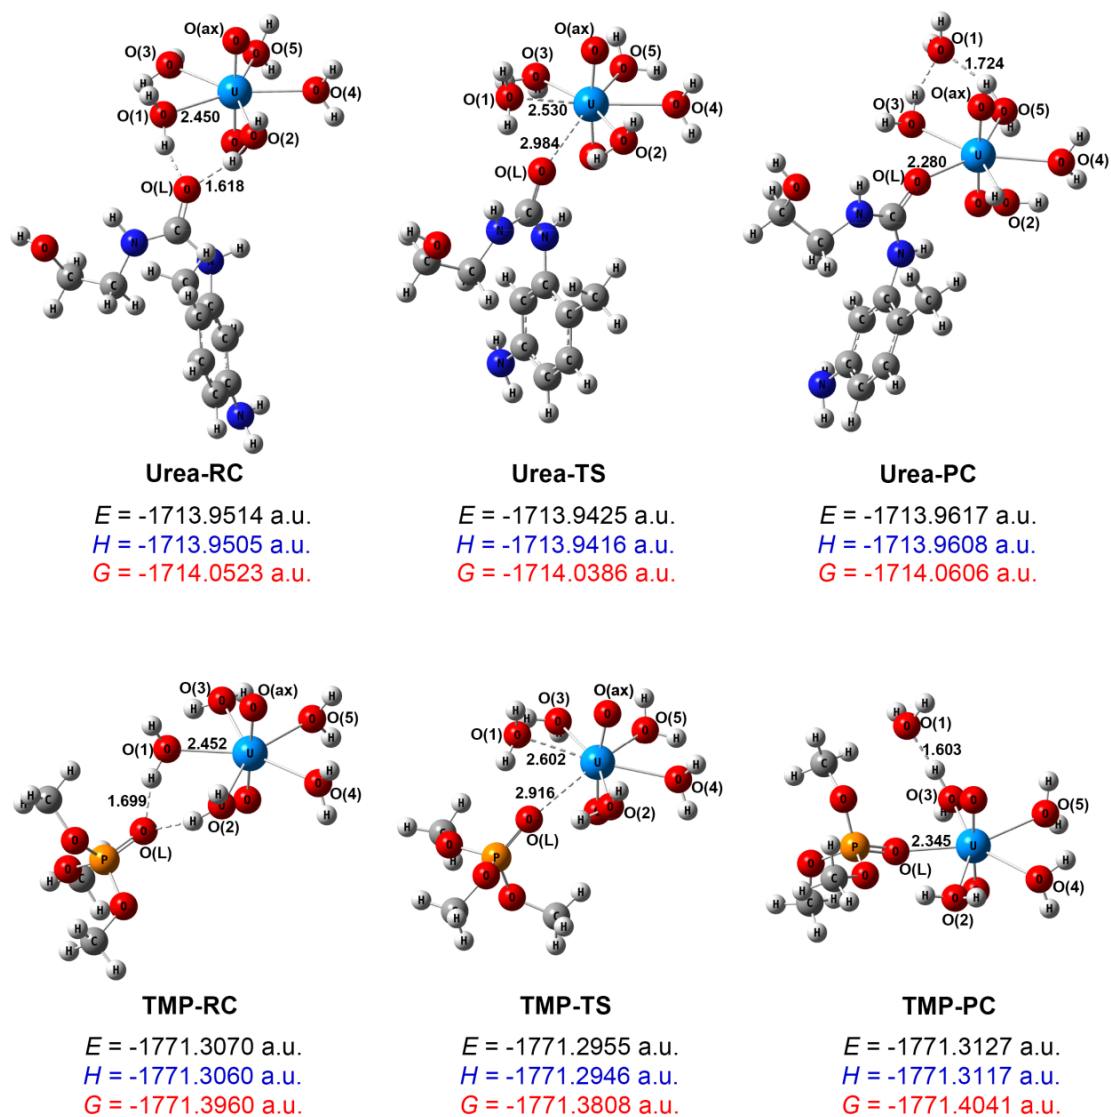 O(ax)
O(3)
O(5)
O(4)
O(1)
2.450
O(2)
O(L)
1.618
Urea-RC
E = -1713.9514 a.u.
H = -1713.9505 a.u.
G = -1714.0523 a.u.
O(ax)
O(3)
O(5)
O(1)
2.530
O(4)
2.984
O(2)
O(L)
Urea-TS
E = -1713.9425 a.u.
H = -1713.9416 a.u.
G = -1714.0386 a.u.
O(1)
1.724
O(ax)
O(3)
O(5)
O(4)
2.280
O(L)
O(2)
Urea-PC
E = -1713.9617 a.u.
H = -1713.9608 a.u.
G = -1714.0606 a.u.
O(3)
O(ax)
O(5)
O(1)
2.452
1.699
O(4)
O(2)
O(L)
TMP-RC
E = -1771.3070 a.u.
H = -1771.3060 a.u.
G = -1771.3960 a.u.
O(ax)
O(3)
O(5)
O(1)
2.602
O(4)
2.916
O(2)
O(L)
TMP-TS
E = -1771.2955 a.u.
H = -1771.2946 a.u.
G = -1771.3808 a.u.
O(1)
1.603
O(3)
O(5)
2.345
O(L)
O(4)
O(2)
TMP-PC
E = -1771.3127 a.u.
H = -1771.3117 a.u.
G = -1771.4041 a.u.